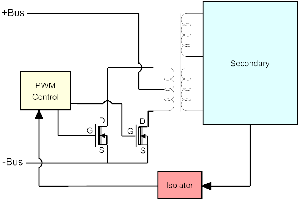 +Bus
Secondary
PWM
Control
D
D
G
G
S
S
-Bus
Isolator